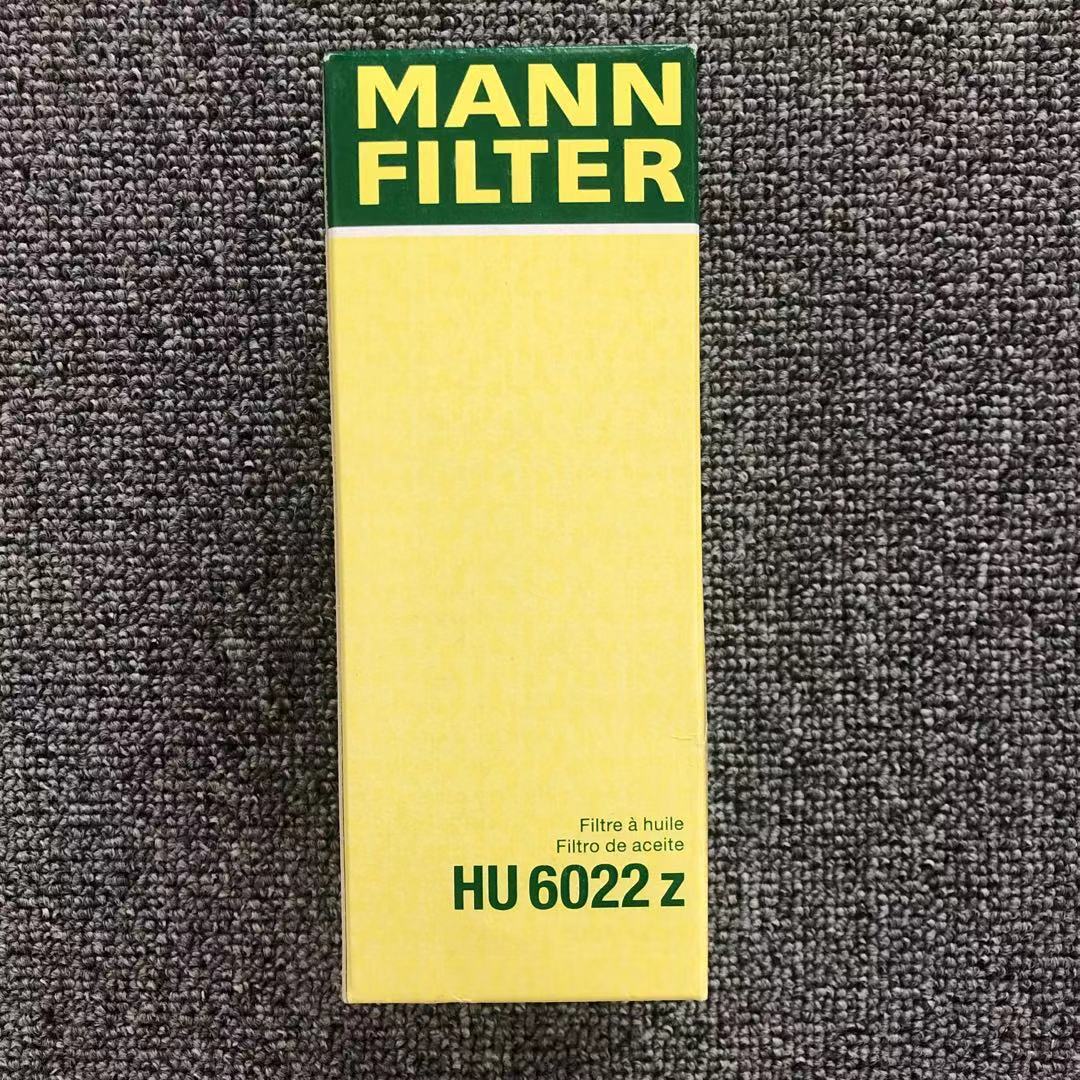 MANN
FILTER
Filtre à huile
Filtro de aceite
HU 6022 z